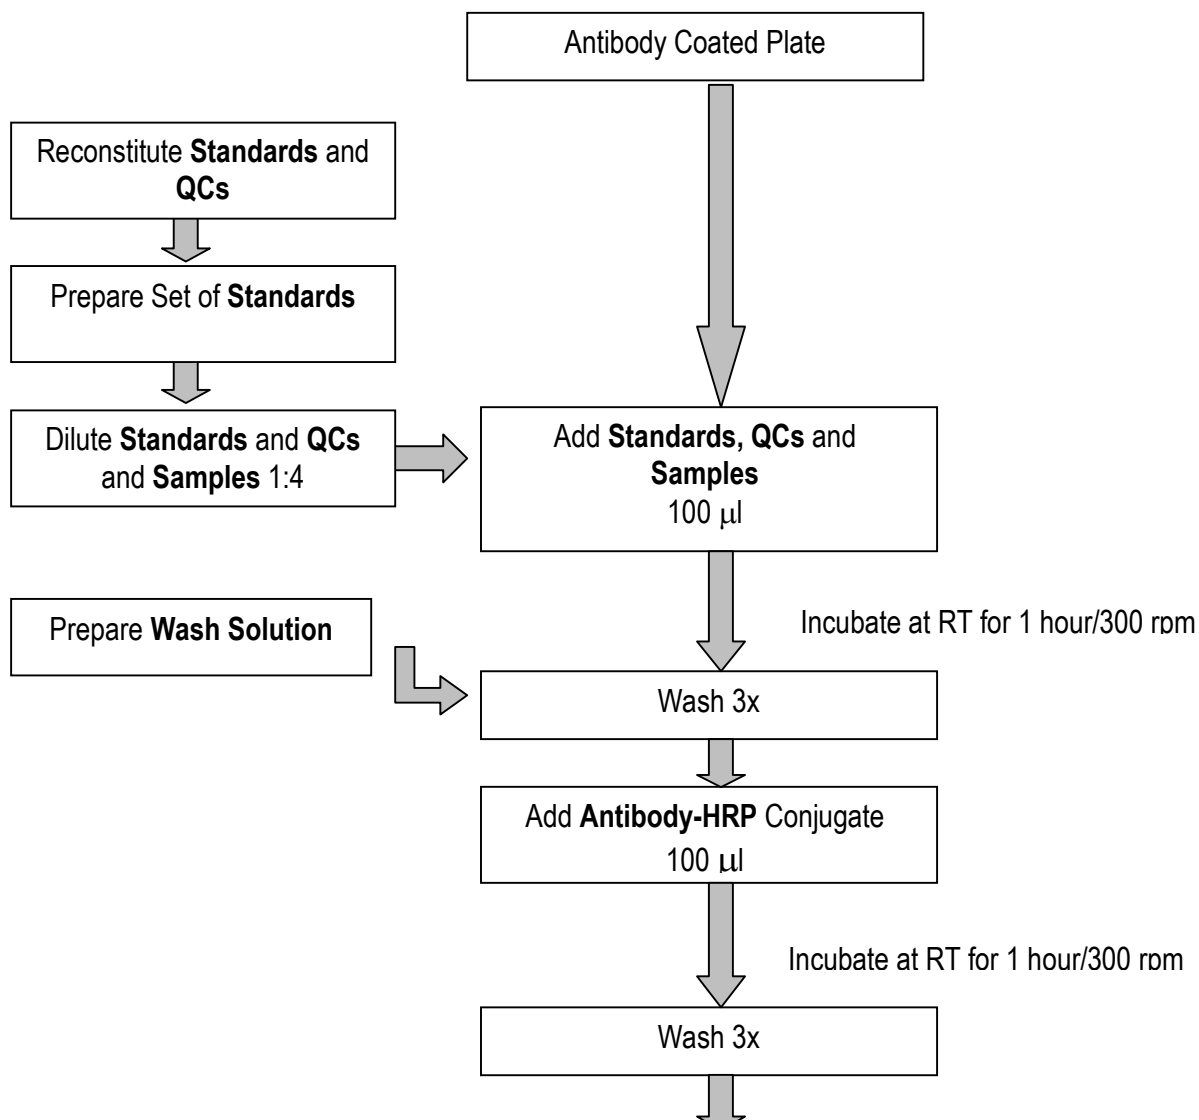 Antibody Coated Plate
Reconstitute Standards and
QCs
Prepare Set of Standards
Dilute Standards and QCs
and Samples 1:4
Add Standards, QCs and
Samples
100 µl
Incubate at RT for 1 hour/300 rpm
Prepare Wash Solution
Wash 3x
Add Antibody-HRP Conjugate
100 µl
Incubate at RT for 1 hour/300 rpm
Wash 3x